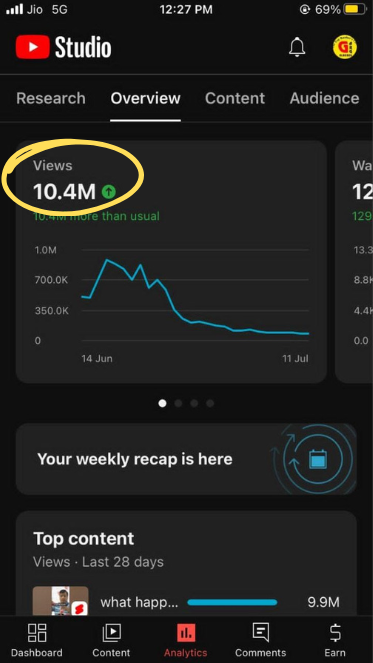 Jio 5G 12:27 PM 69%
Studio
Research Overview Content Audience
Views
10.4M
10.4M more than usual
1.0M
700.0K
350.0K
0
14 Jun 11 Jul
Wa
12
129
13.3
8.8K
4.4K
0.0
Your weekly recap is here
Top content
Views · Last 28 days
what happ... 9.9M
Dashboard Content Analytics Comments Earn